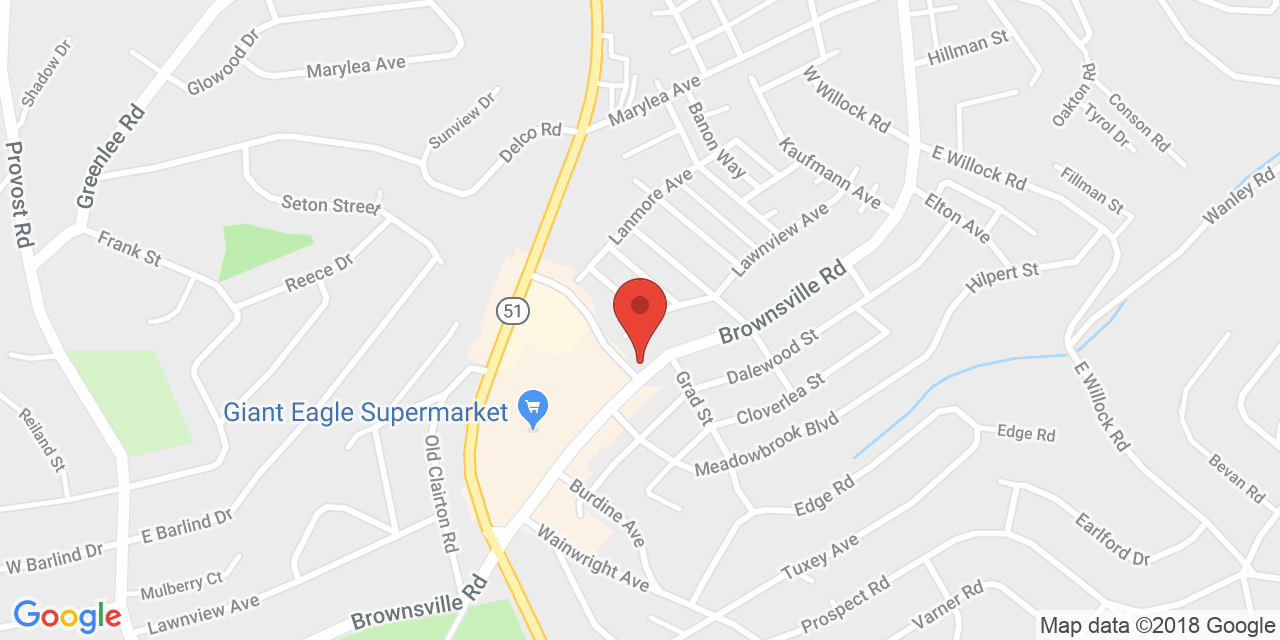 Shadow Dr
Glowood Dr
Marylea Ave
Greenlee Rd
Provost Rd
Sunview Dr
Delco Rd
Marylea Ave
Banon Way
W Willock Rd
Hillman St
Oakton Rd
Tyrol Dr
Conson Rd
E Willock Rd
Kaufmann Ave
Fillman St
Wanley Rd
Seton Street
Lanmore Ave
Lawnview Ave
Elton Ave
Frank St
Reece Dr
Hilpert St
51
Brownsville Rd
Dalewood St
Grad St
Cloverlea St
E Willock Rd
Giant Eagle Supermarket
Meadowbrook Blvd
Edge Rd
Reiland St
Old Clairton Rd
Edge Rd
Bevan Rd
Burdine Ave
E Barlind Dr
Wainwright Ave
Tuxey Ave
Earlford Dr
W Barlind Dr
Mulberry Ct
Prospect Rd
Varner Rd
Lawnview Ave
Brownsville Rd
Google
Map data ©2018 Google